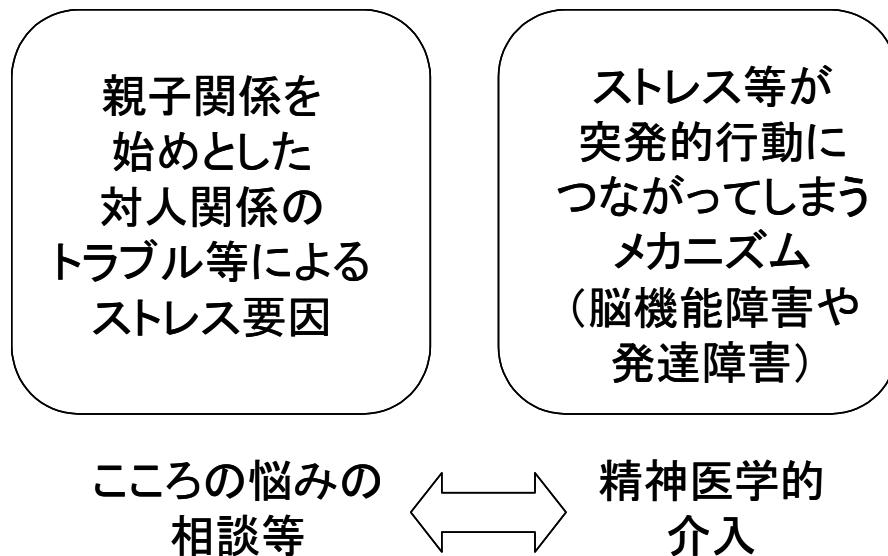 親子関係を
始めとした
対人関係の
トラブル等による
ストレス要因
ストレス等が
突発的行動に
つながってしまう
メカニズム
（脳機能障害や
発達障害）
こころの悩みの
相談等
精神医学的
介入